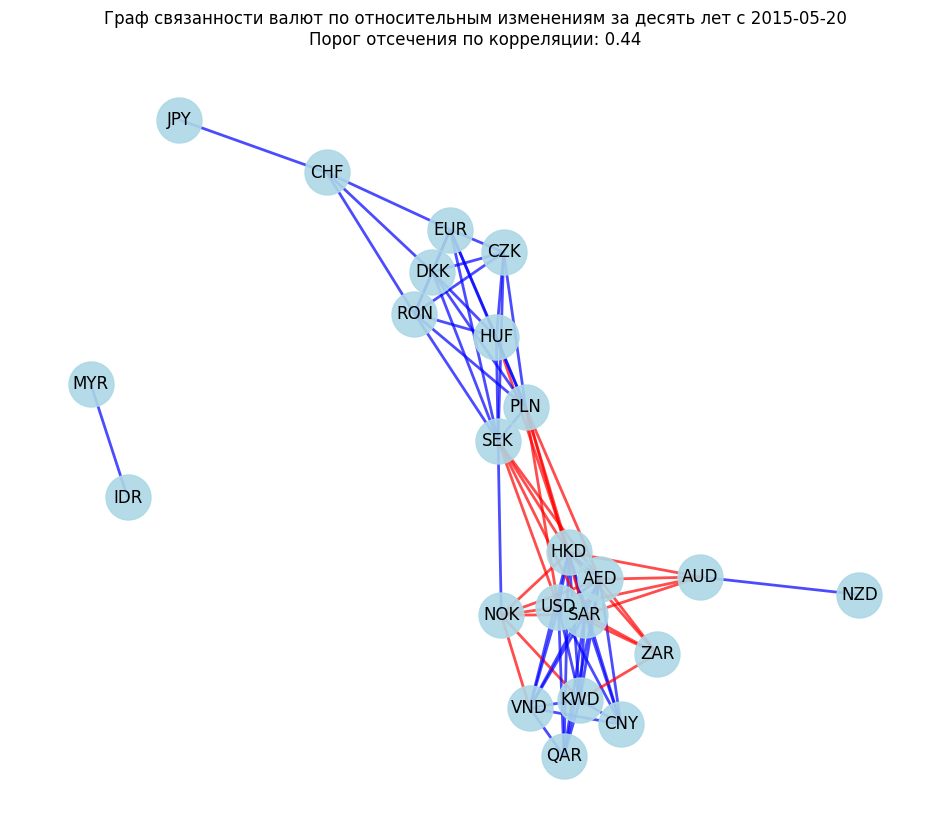 Граф связанности валют по относительным изменениям за десять лет с 2015-05-20
Порог отсечения по корреляции: 0.44
JPY
CHF
EUR
CZK
DKK
RON
HUF
MYR
PLN
SEK
IDR
HKD
AED
AUD
NZD
USD
NOK
SAR
ZAR
KWD
VND
CNY
QAR